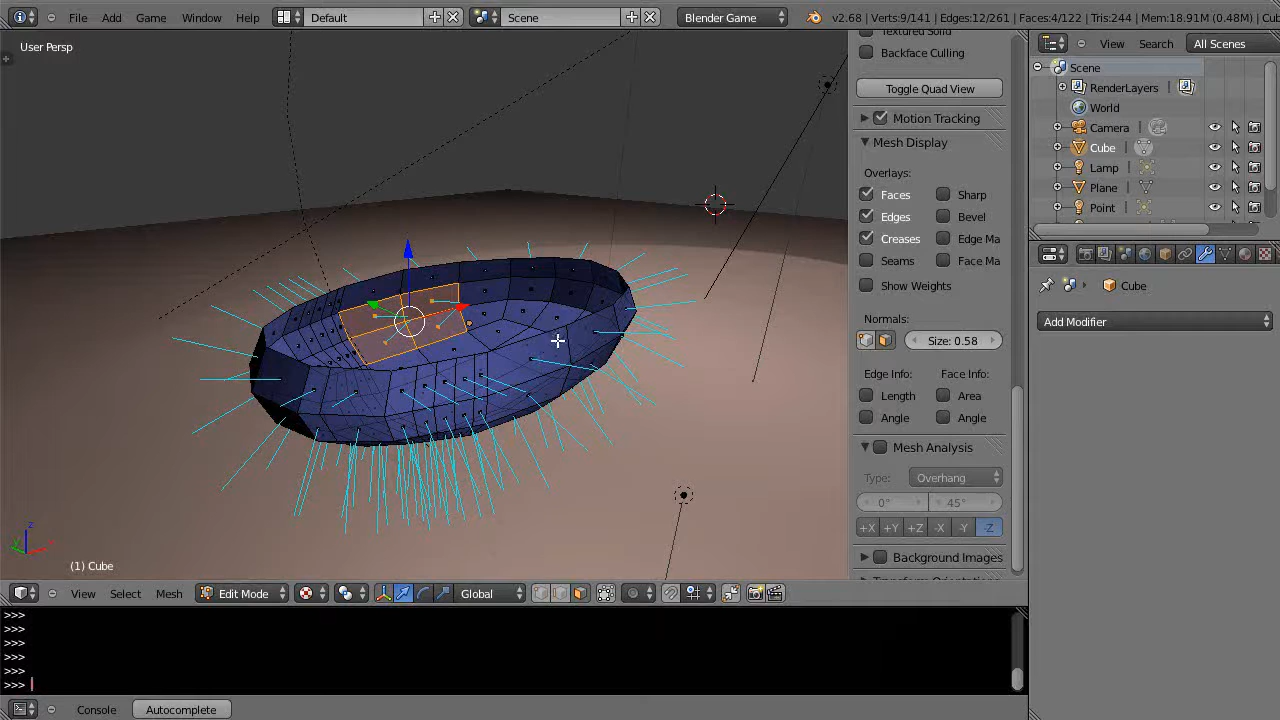 File Add Game Window Help Default Scene Blender Game v2.68 | Verts:9/141 | Edges:12/261 | Faces:4/122 | Tris:244 | Mem:18.91M (0.48M) | Cu
User Persp
Backface Culling
Toggle Quad View
Motion Tracking
Mesh Display
Overlays:
Faces Sharp
Edges Bevel
Creases Edge Ma
Seams Face Ma
Show Weights
Normals:
Size: 0.58
Edge Info: Face Info:
Length Area
Angle Angle
Mesh Analysis
Type: Overhang
0° 45°
+X +Y +Z -X -Y -Z
Background Images
View Search All Scenes
Scene
RenderLayers |
World
Camera |
Cube |
Lamp |
Plane |
Point |
Cube
Add Modifier
z
(1) Cube
View Select Mesh Edit Mode Global
>>>
>>>
>>>
>>>
>>>
>>>
Console Autocomplete